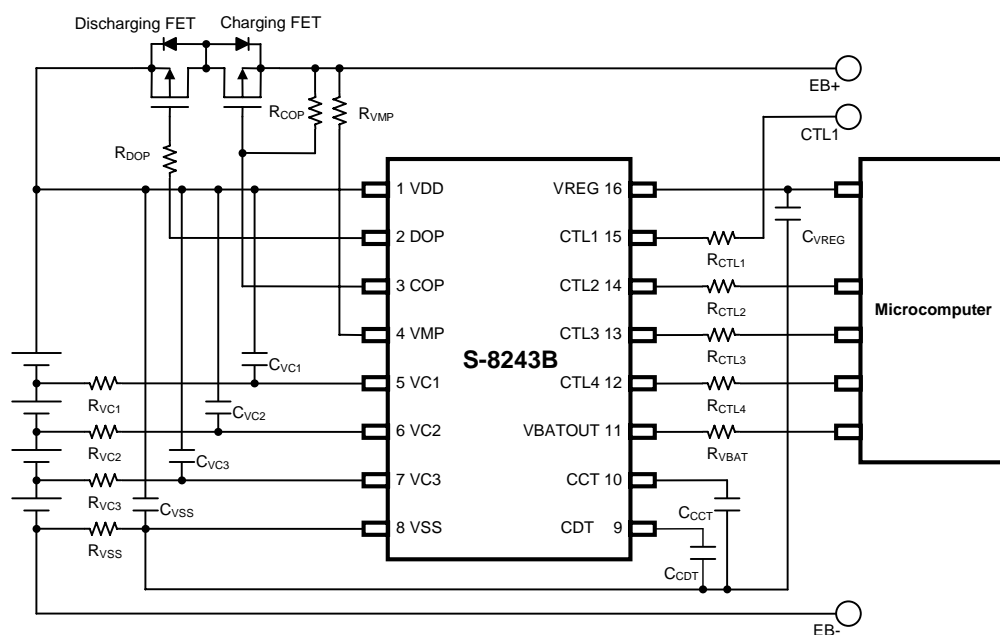 Discharging FET
Charging FET
EB+
RCOP
RVMP
CTL1
RDOP
1 VDD
VREG 16
2 DOP
CTL1 15
CVREG
RCTL1
3 COP
CTL2 14
Microcomputer
RCTL2
4 VMP
CTL3 13
S-8243B
CVC1
RCTL3
5 VC1
CTL4 12
RVC1
CVC2
RCTL4
6 VC2
VBATOUT 11
RVC2
CVC3
RVBAT
7 VC3
CCT 10
RVC3
CVSS
CCCT
8 VSS
CDT 9
RVSS
CCDT
EB-